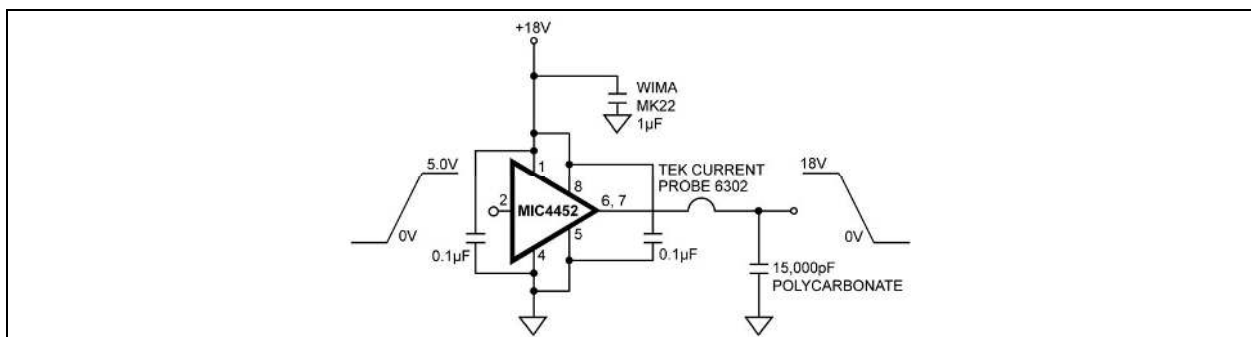 +18V
WIMA
MK22
1µF
5.0V
0V
2
1
8
MIC4452
6, 7
5
4
0.1µF
0.1µF
TEK CURRENT
PROBE 6302
18V
0V
15,000pF
POLYCARBONATE